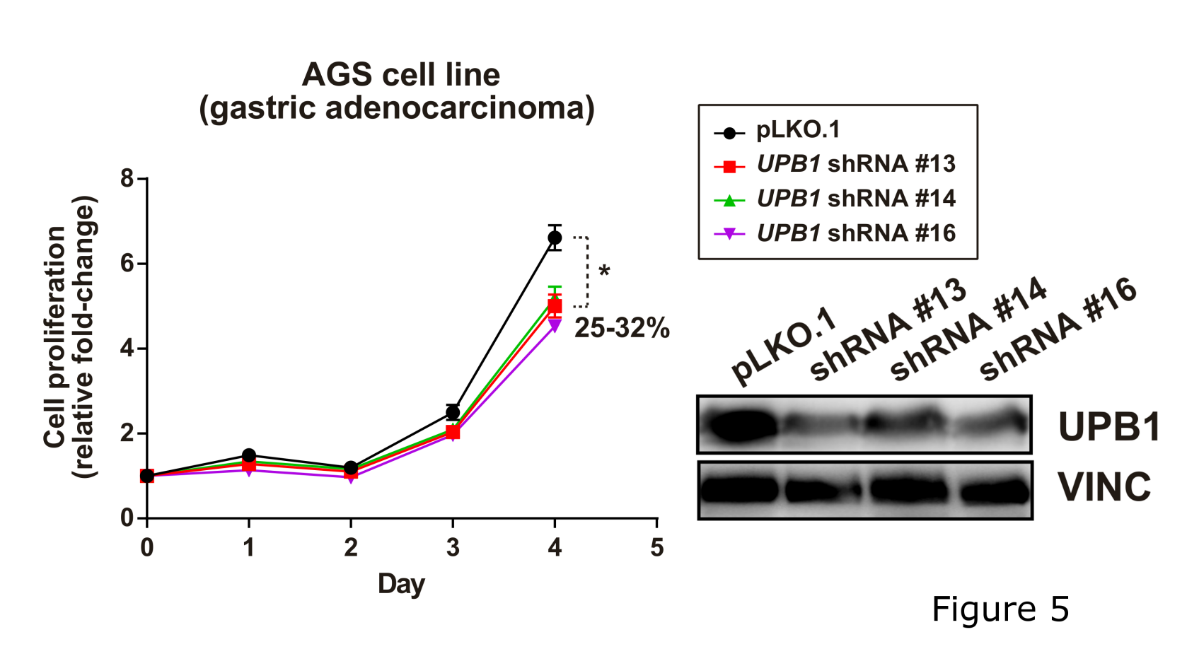 AGS cell line
(gastric adenocarcinoma)
Cell proliferation
(relative fold-change)
8
6
4
2
0
0 1 2 3 4 5
Day
*
25-32%
pLKO.1
UPB1 shRNA #13
UPB1 shRNA #14
UPB1 shRNA #16
pLKO.1
shRNA #13
shRNA #14
shRNA #16
UPB1
VINC
Figure 5